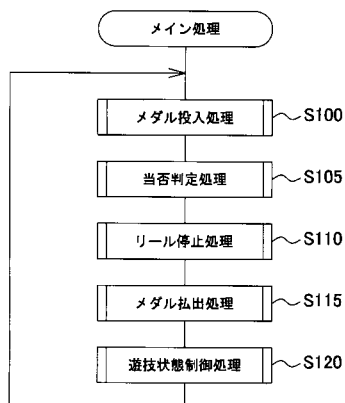 メイン処理
メダル投入処理 S100
当否判定処理 S105
リール停止処理 S110
メダル払出処理 S115
遊技状態制御処理 S120